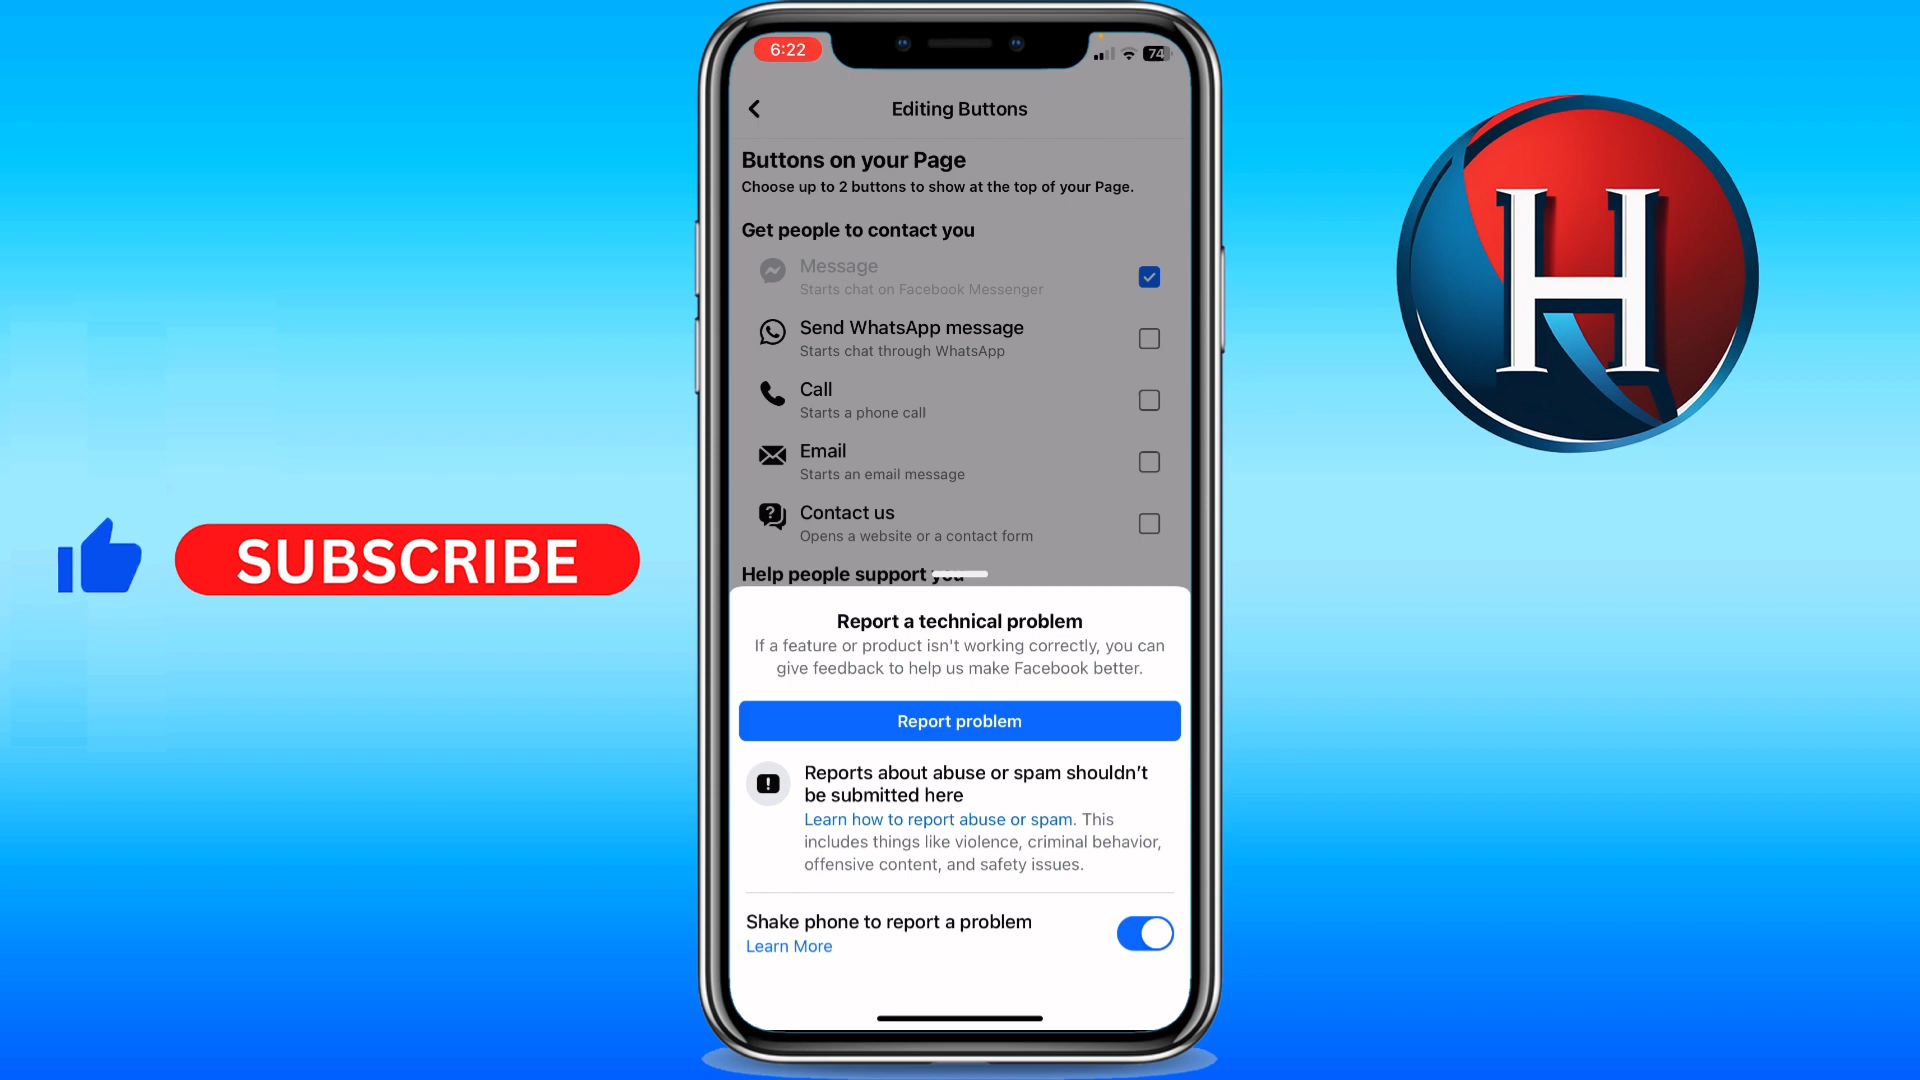 6:22
74
Editing Buttons
Buttons on your Page
Choose up to 2 buttons to show at the top of your Page.
Get people to contact you
Message
Starts chat on Facebook Messenger
Send WhatsApp message
Starts chat through WhatsApp
Call
Starts a phone call
Email
Starts an email message
Contact us
Opens a website or a contact form
Help people support you
Report a technical problem
If a feature or product isn't working correctly, you can
give feedback to help us make Facebook better.
Report problem
Reports about abuse or spam shouldn't
be submitted here
Learn how to report abuse or spam. This
includes things like violence, criminal behavior,
offensive content, and safety issues.
Shake phone to report a problem
Learn More
SUBSCRIBE
H